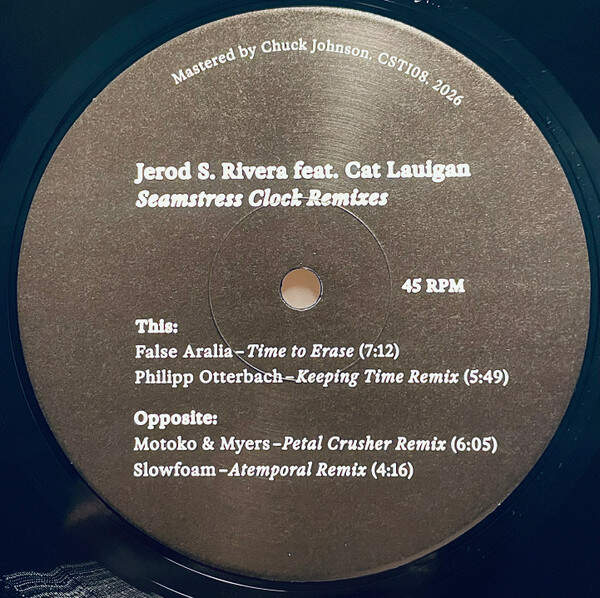 Mastered by Chuck Johnson, CSTI08, 2026
Jerod S. Rivera feat. Cat Lauigan
Seamstress Clock Remixes
45 RPM
This:
False Aralia – Time to Erase (7:12)
Philipp Otterbach – Keeping Time Remix (5:49)
Opposite:
Motoko & Myers – Petal Crusher Remix (6:05)
Slowfoam – Atemporal Remix (4:16)